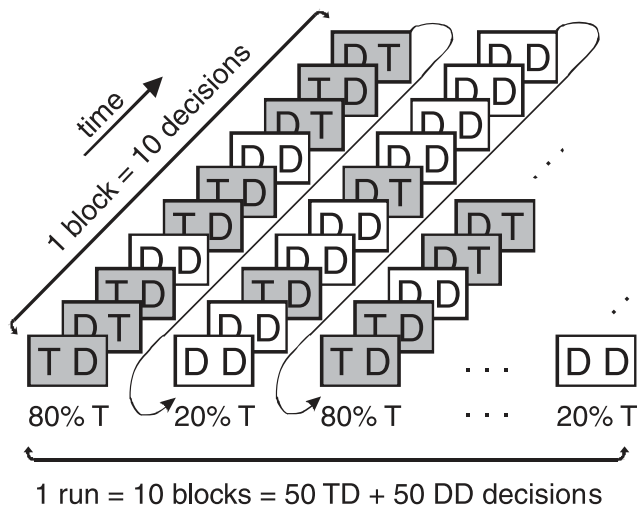 D T D D
T D D D
time
D T D D
1 block = 10 decisions
D D D D
T D D T
T D D D D T
D D D D D T
T D T D D D
D T D D T D
T D D D T D . . . D D
80% T 20% T 80% T . . . 20% T
1 run = 10 blocks = 50 TD + 50 DD decisions